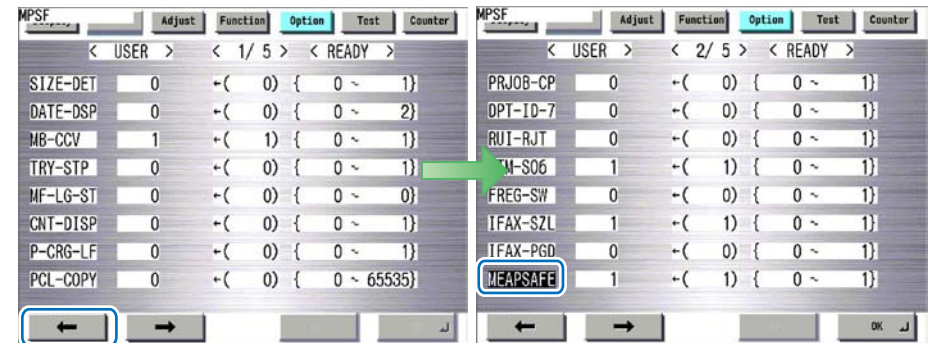 MPSF
Adjust Function Option Test Counter
< USER > < 1/ 5 > < READY >
SIZE-DET 0 ←( 0) { 0 ~ 1}
DATE-DSP 0 ←( 0) { 0 ~ 2}
MB-CCV 1 ←( 1) { 0 ~ 1}
TRY-STP 0 ←( 0) { 0 ~ 1}
MF-LG-ST 0 ←( 0) { 0 ~ 0}
CNT-DISP 0 ←( 0) { 0 ~ 1}
P-CRG-LF 0 ←( 0) { 0 ~ 1}
PCL-COPY 0 ←( 0) { 0 ~ 65535}
← →
MPSF
Adjust Function Option Test Counter
< USER > < 2/ 5 > < READY >
PRJOB-CP 0 ←( 0) { 0 ~ 1}
DPT-ID-7 0 ←( 0) { 0 ~ 1}
RUI-RJT 0 ←( 0) { 0 ~ 1}
M-SO6 1 ←( 1) { 0 ~ 1}
FREG-SW 0 ←( 0) { 0 ~ 1}
IFAX-SZL 1 ←( 1) { 0 ~ 1}
IFAX-PGD 0 ←( 0) { 0 ~ 1}
MEAPSAFE 1 ←( 1) { 0 ~ 1}
← → OK ↲